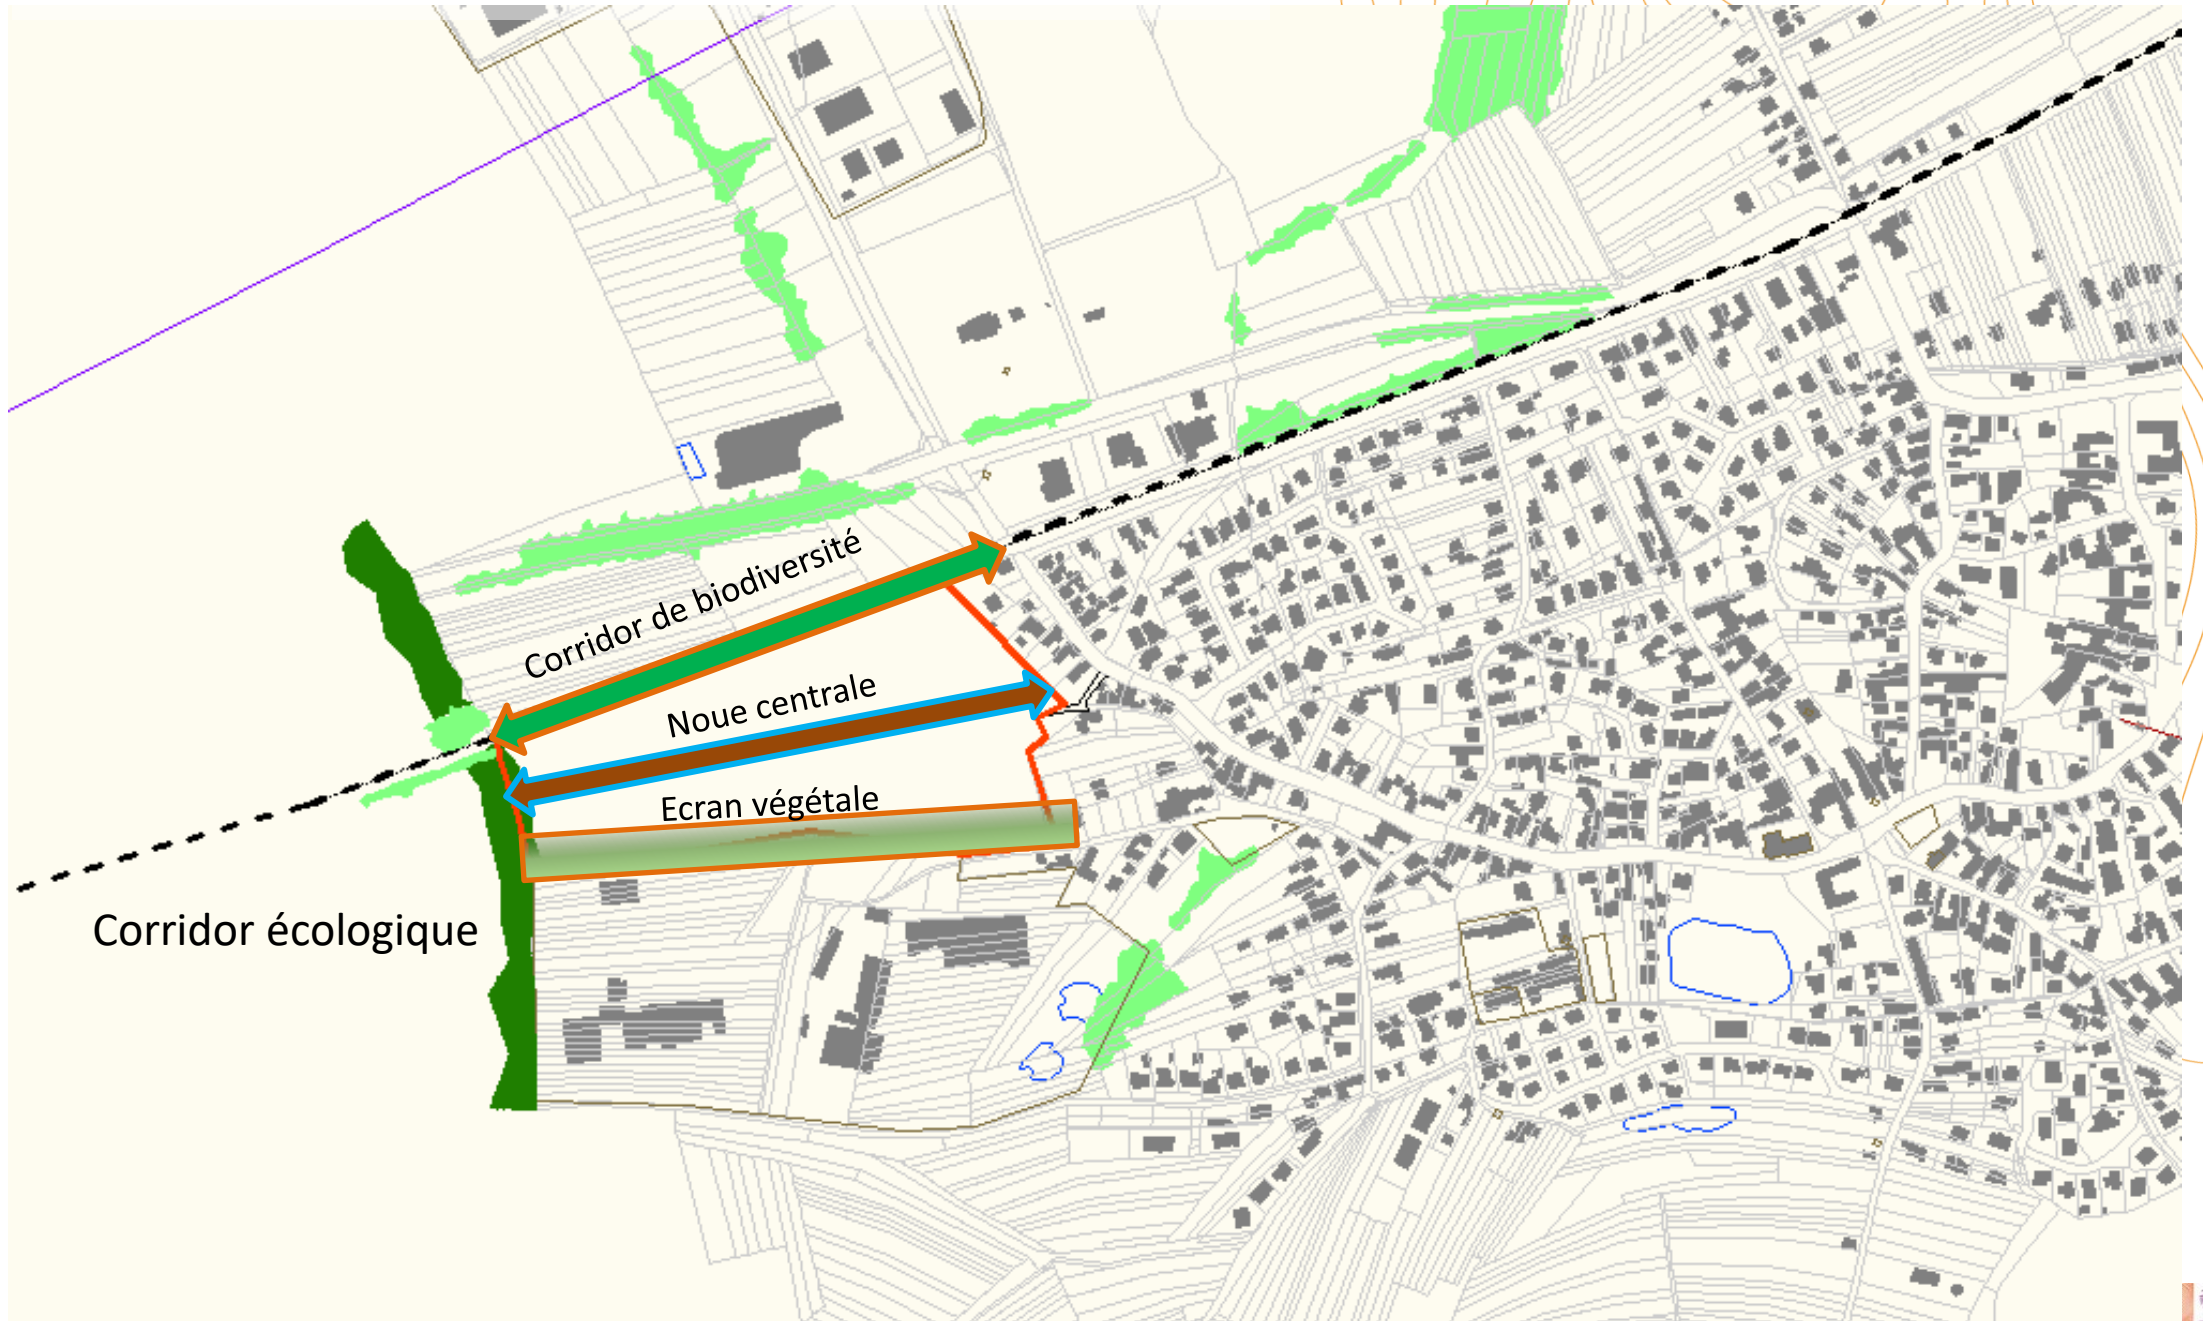 Corridor de biodiversité
Noue centrale
Ecran végétale
Corridor écologique